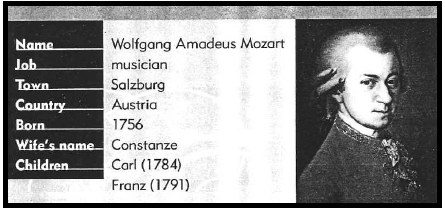 Name Wolfgang Amadeus Mozart
Job musician
Town Salzburg
Country Austria
Born 1756
Wife's name Constanze
Children Carl (1784)
Franz (1791)